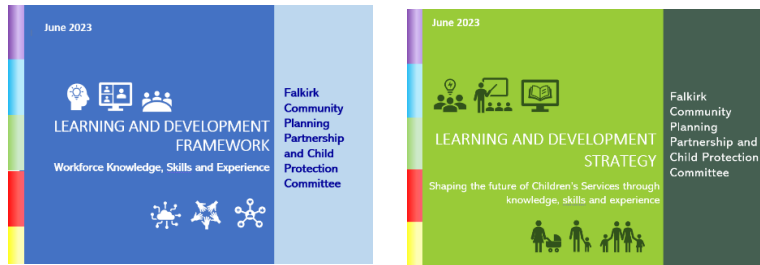 June 2023
LEARNING AND DEVELOPMENT
FRAMEWORK
Workforce Knowledge, Skills and Experience
Falkirk
Community
Planning
Partnership
and Child
Protection
Committee
June 2023
LEARNING AND DEVELOPMENT
STRATEGY
Shaping the future of Children's Services through
knowledge, skills and experience
Falkirk
Community
Planning
Partnership and
Child Protection
Committee